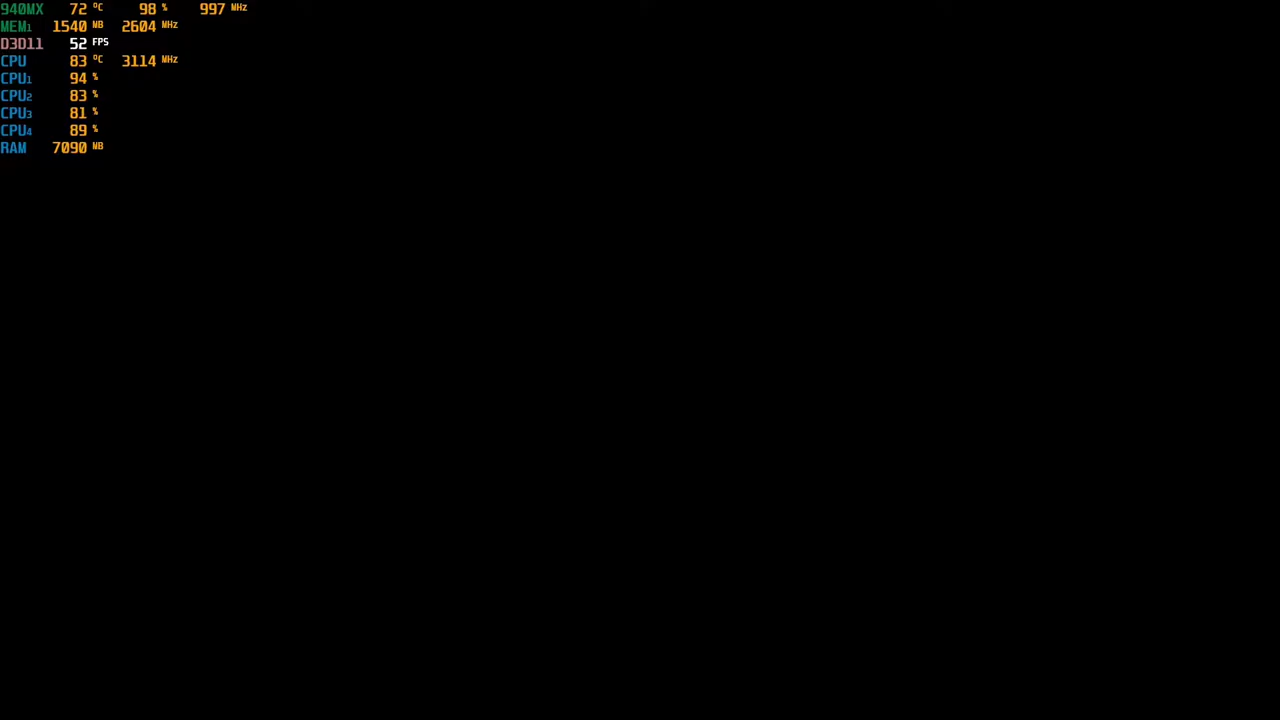 940MX 72 °C 98 % 997 MHz
MEM1 1540 MB 2604 MHz
D3D11 52 FPS
CPU 83 °C 3114 MHz
CPU1 94 %
CPU2 83 %
CPU3 81 %
CPU4 89 %
RAM 7090 MB